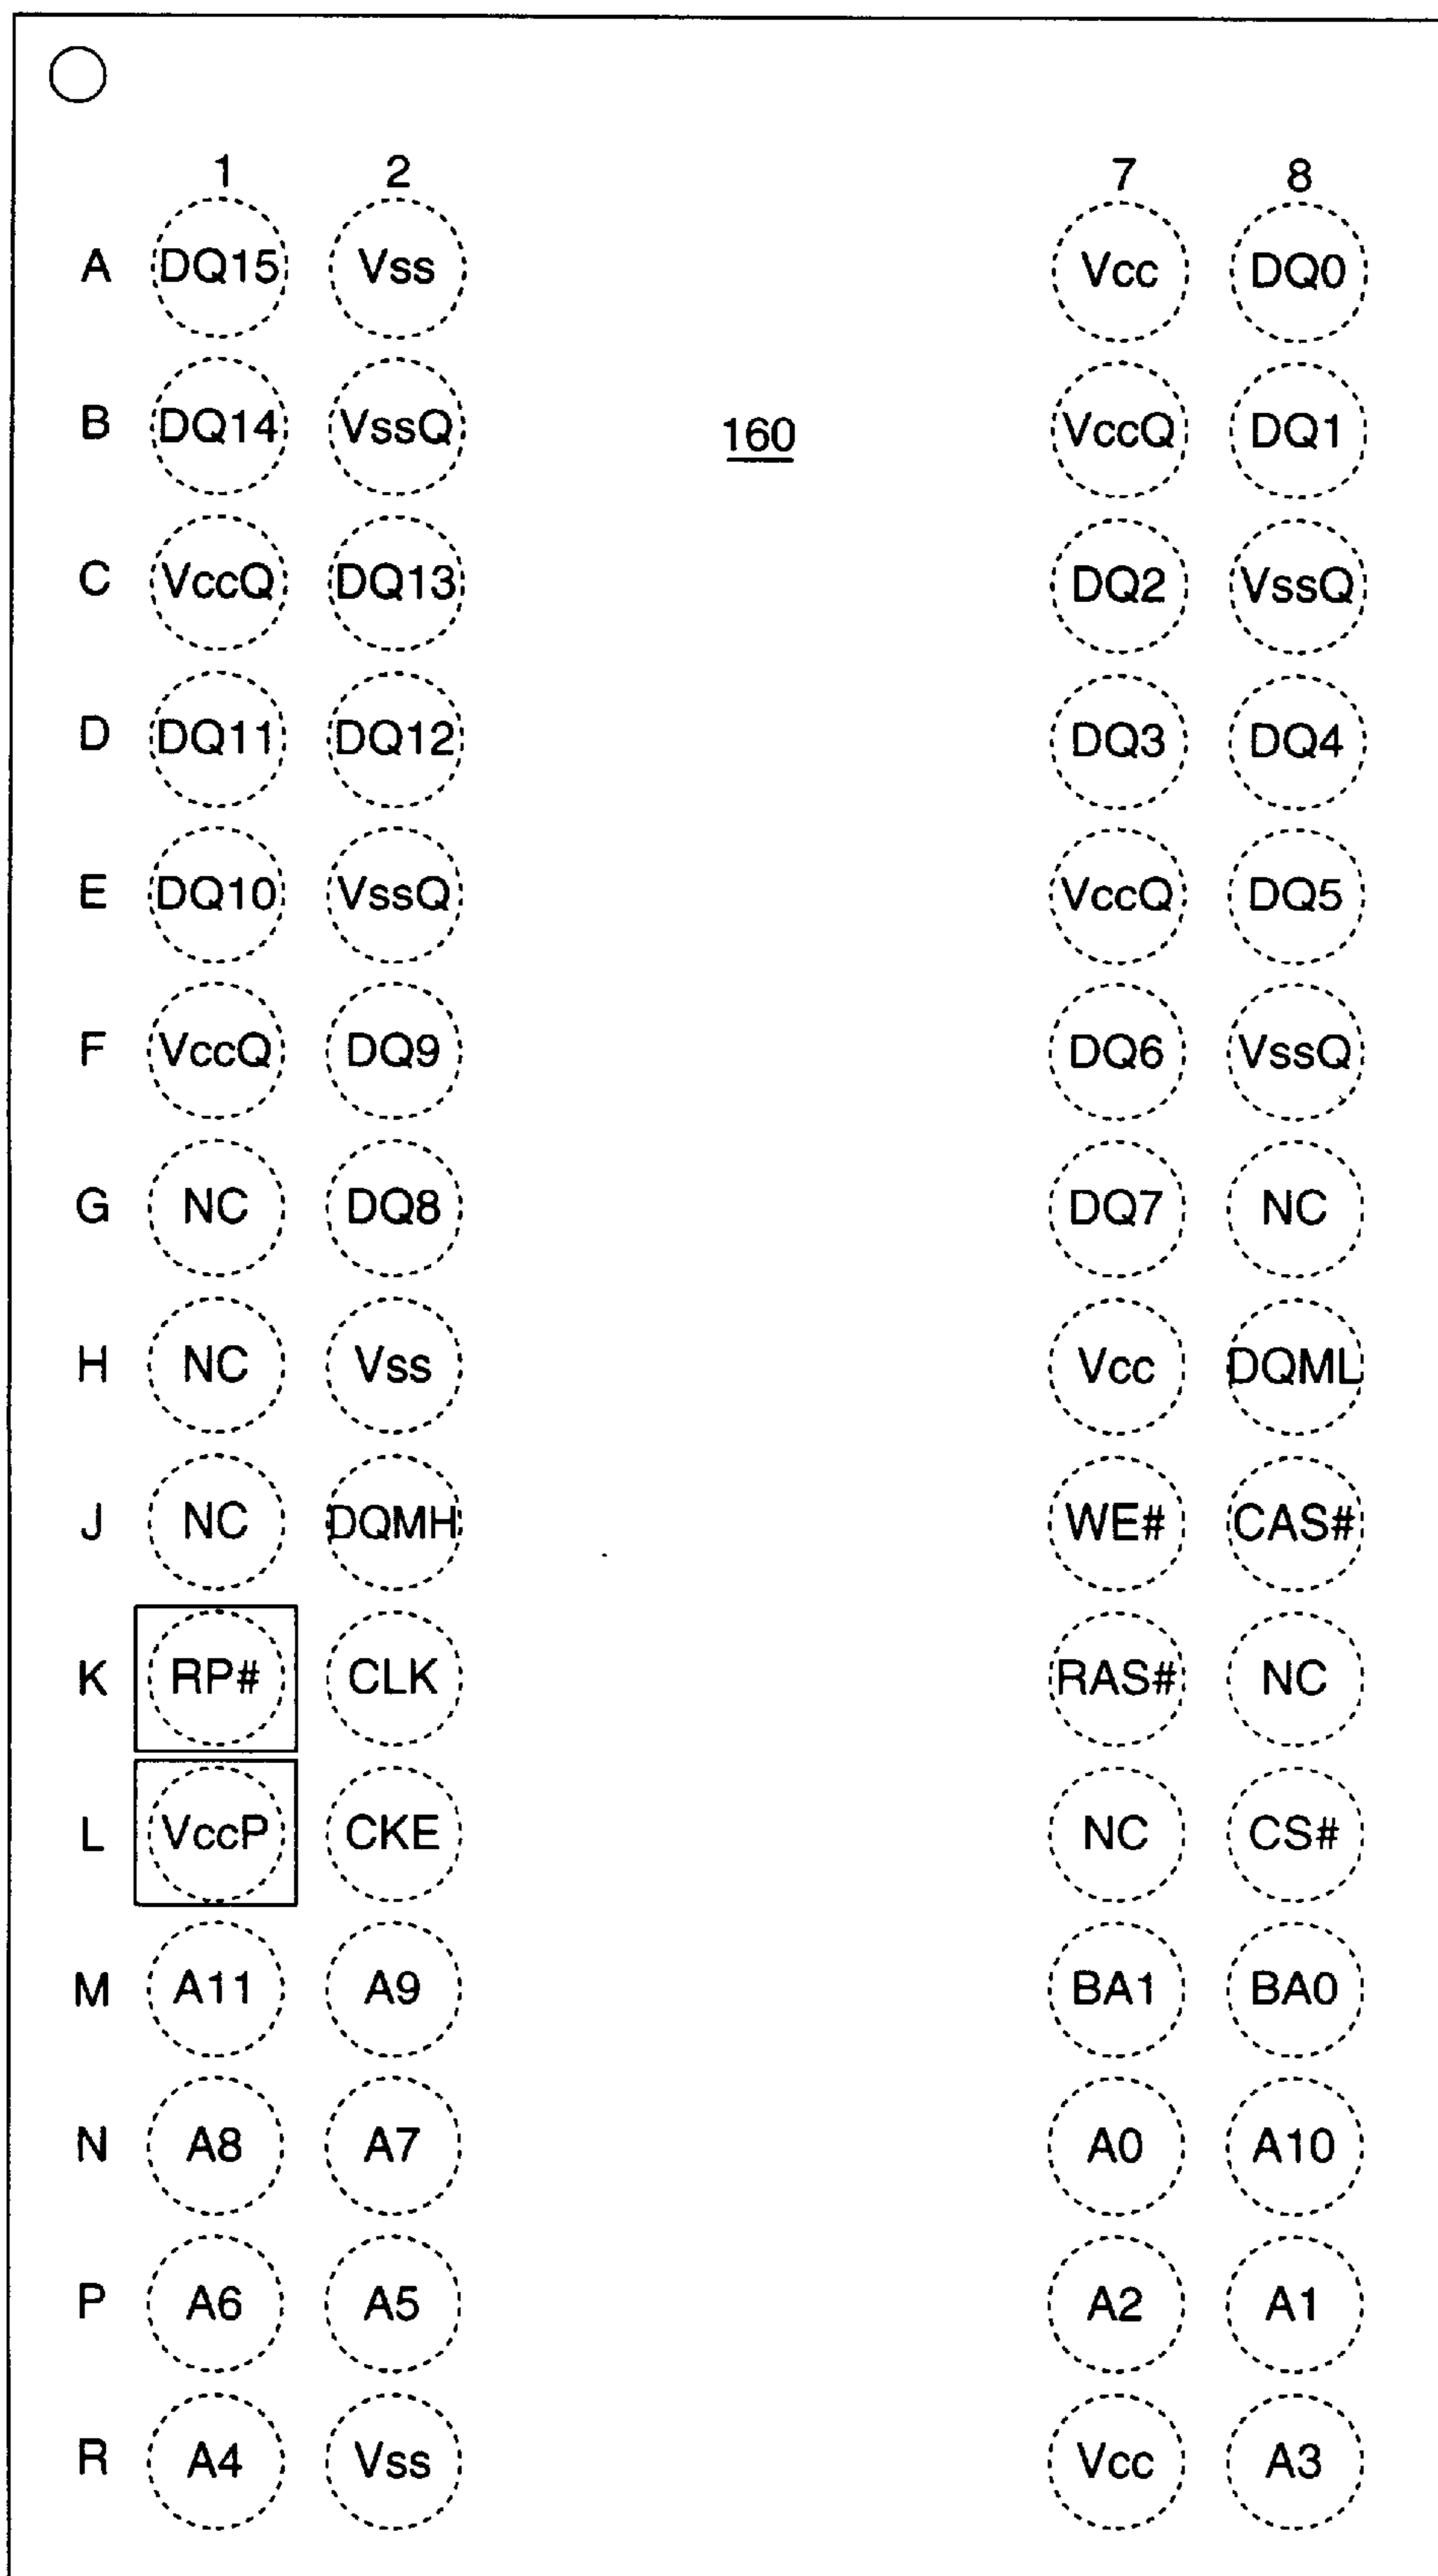 1 2 7 8
A DQ15 Vss Vcc DQ0
B DQ14 VssQ 160 VccQ DQ1
C VccQ DQ13 DQ2 VssQ
D DQ11 DQ12 DQ3 DQ4
E DQ10 VssQ VccQ DQ5
F VccQ DQ9 DQ6 VssQ
G NC DQ8 DQ7 NC
H NC Vss Vcc DQML
J NC DQMH WE# CAS#
K RP# CLK RAS# NC
L VccP CKE NC CS#
M A11 A9 BA1 BA0
N A8 A7 A0 A10
P A6 A5 A2 A1
R A4 Vss Vcc A3